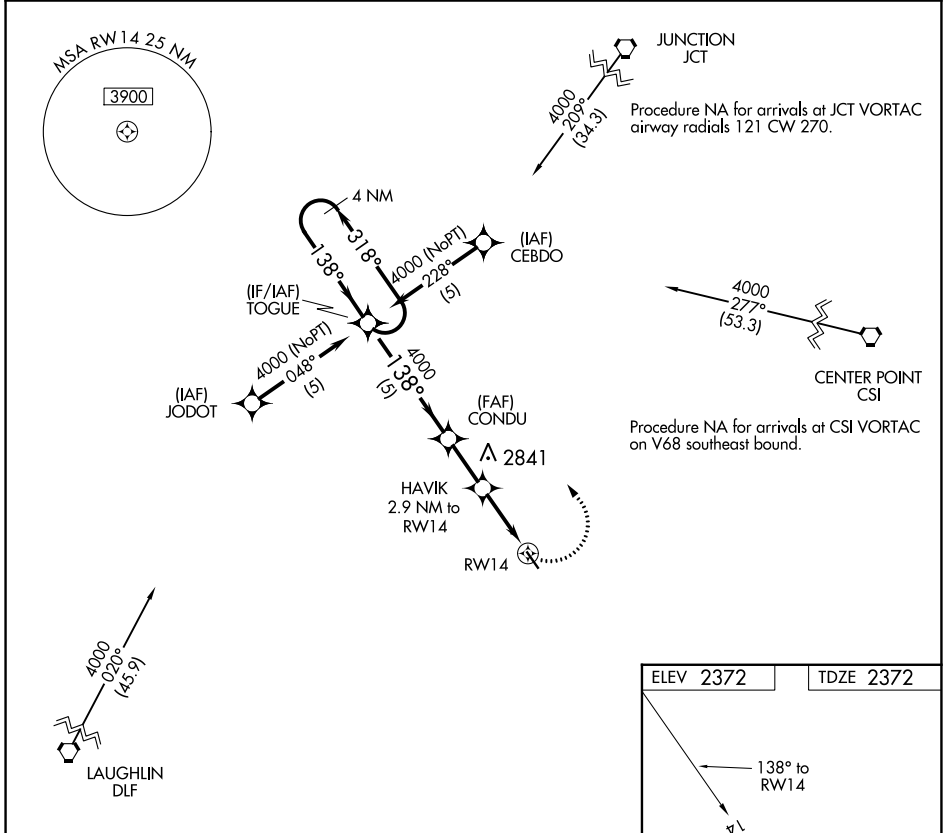 MSA RW14 25 NM
3900
JUNCTION
JCT
4000
209°
(34.3)
Procedure NA for arrivals at JCT VORTAC
airway radials 121 CW 270.
4 NM
318°
138°
4000 (NoPT)
228°
(5)
(IAF)
CEBDO
(IF/IAF)
TOGUE
4000 (NoPT)
048°
(5)
(IAF)
JODOT
4000
138°
(5)
4000
277°
(53.3)
CENTER POINT
CSI
Procedure NA for arrivals at CSI VORTAC
on V68 southeast bound.
(FAF)
CONDU
2841
HAVIK
2.9 NM to
RW14
RW14
4000
020°
(45.9)
LAUGHLIN
DLF
ELEV 2372
TDZE 2372
138° to
RW14
14